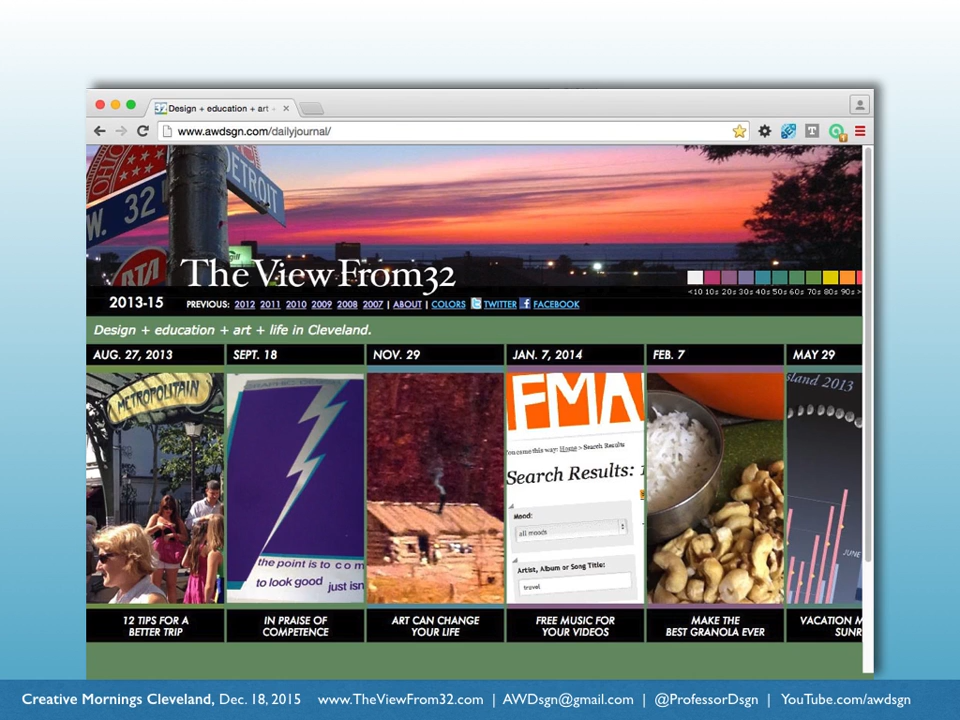 Design + education + art +
www.awdsgn.com/dailyjournal/
OHIO
W. 32
DETROIT
RTA
The View From32
<10 10s 20s 30s 40s 50s 60s 70s 80s 90s >
2013-15 PREVIOUS: 2012 2011 2010 2009 2008 2007 | ABOUT | COLORS TWITTER FACEBOOK
Design + education + art + life in Cleveland.
AUG. 27, 2013 SEPT. 18 NOV. 29 JAN. 7, 2014 FEB. 7 MAY 29
METROPOLITAIN
GRAPHIC DESIGN
the point is to com
to look good just isn
FMA
You came this way: Home > Search Results
Search Results:
Mood:
all moods
Artist, Album or Song Title:
travel
sland 2013
JUNE
12 TIPS FOR A
BETTER TRIP
IN PRAISE OF
COMPETENCE
ART CAN CHANGE
YOUR LIFE
FREE MUSIC FOR
YOUR VIDEOS
MAKE THE
BEST GRANOLA EVER
VACATION M
SUNR
Creative Mornings Cleveland, Dec. 18, 2015 www.TheViewFrom32.com | AWDsgn@gmail.com | @ProfessorDsgn | YouTube.com/awdsgn